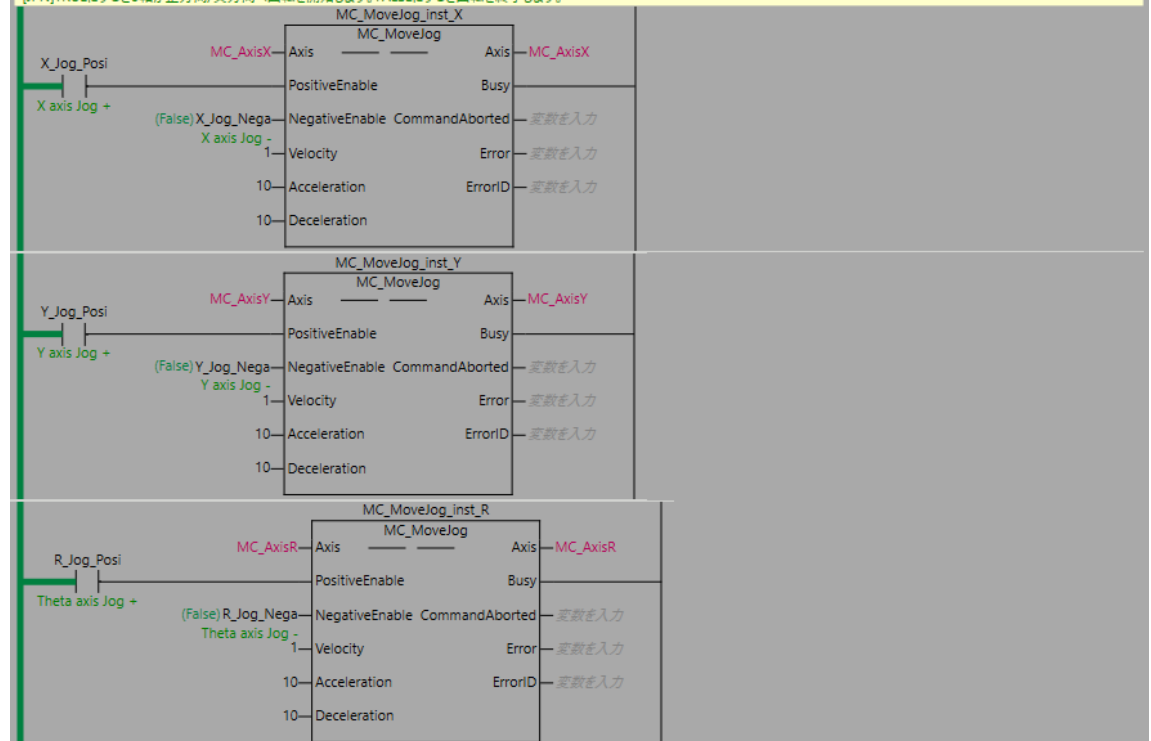 MC_MoveJog_inst_X
MC_MoveJog
MC_AxisX Axis Axis MC_AxisX
X_Jog_Posi
PositiveEnable Busy
X axis Jog +
(False) X_Jog_Nega NegativeEnable CommandAborted 変数を入力
X axis Jog -
1 Velocity Error 変数を入力
10 Acceleration ErrorID 変数を入力
10 Deceleration
MC_MoveJog_inst_Y
MC_MoveJog
MC_AxisY Axis Axis MC_AxisY
Y_Jog_Posi
PositiveEnable Busy
Y axis Jog +
(False) Y_Jog_Nega NegativeEnable CommandAborted 変数を入力
Y axis Jog -
1 Velocity Error 変数を入力
10 Acceleration ErrorID 変数を入力
10 Deceleration
MC_MoveJog_inst_R
MC_MoveJog
MC_AxisR Axis Axis MC_AxisR
R_Jog_Posi
PositiveEnable Busy
Theta axis Jog +
(False) R_Jog_Nega NegativeEnable CommandAborted 変数を入力
Theta axis Jog -
1 Velocity Error 変数を入力
10 Acceleration ErrorID 変数を入力
10 Deceleration